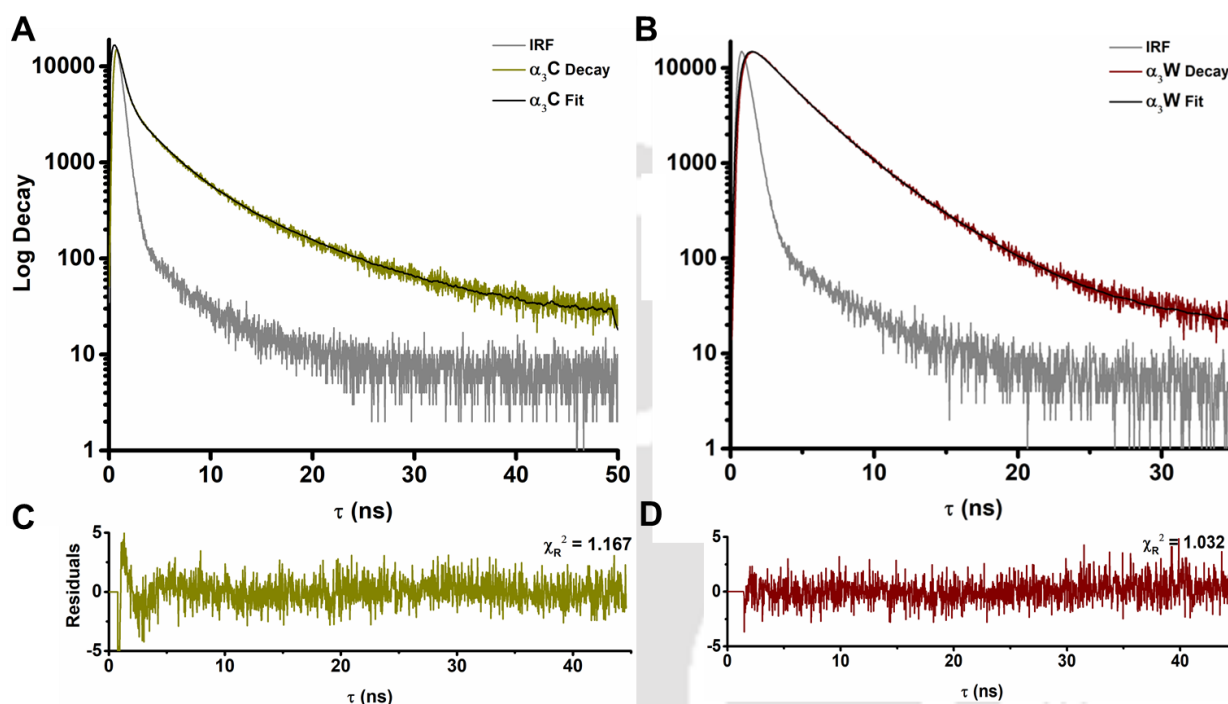 A
IRF
α₃C Decay
α₃C Fit
10000
1000
100
10
1
Log Decay
0 10 20 30 40 50
τ (ns)
B
IRF
α₃W Decay
α₃W Fit
10000
1000
100
10
1
0 10 20 30
τ (ns)
C
χR² = 1.167
5
0
-5
Residuals
0 10 20 30 40
τ (ns)
D
χR² = 1.032
5
0
-5
0 10 20 30 40
τ (ns)